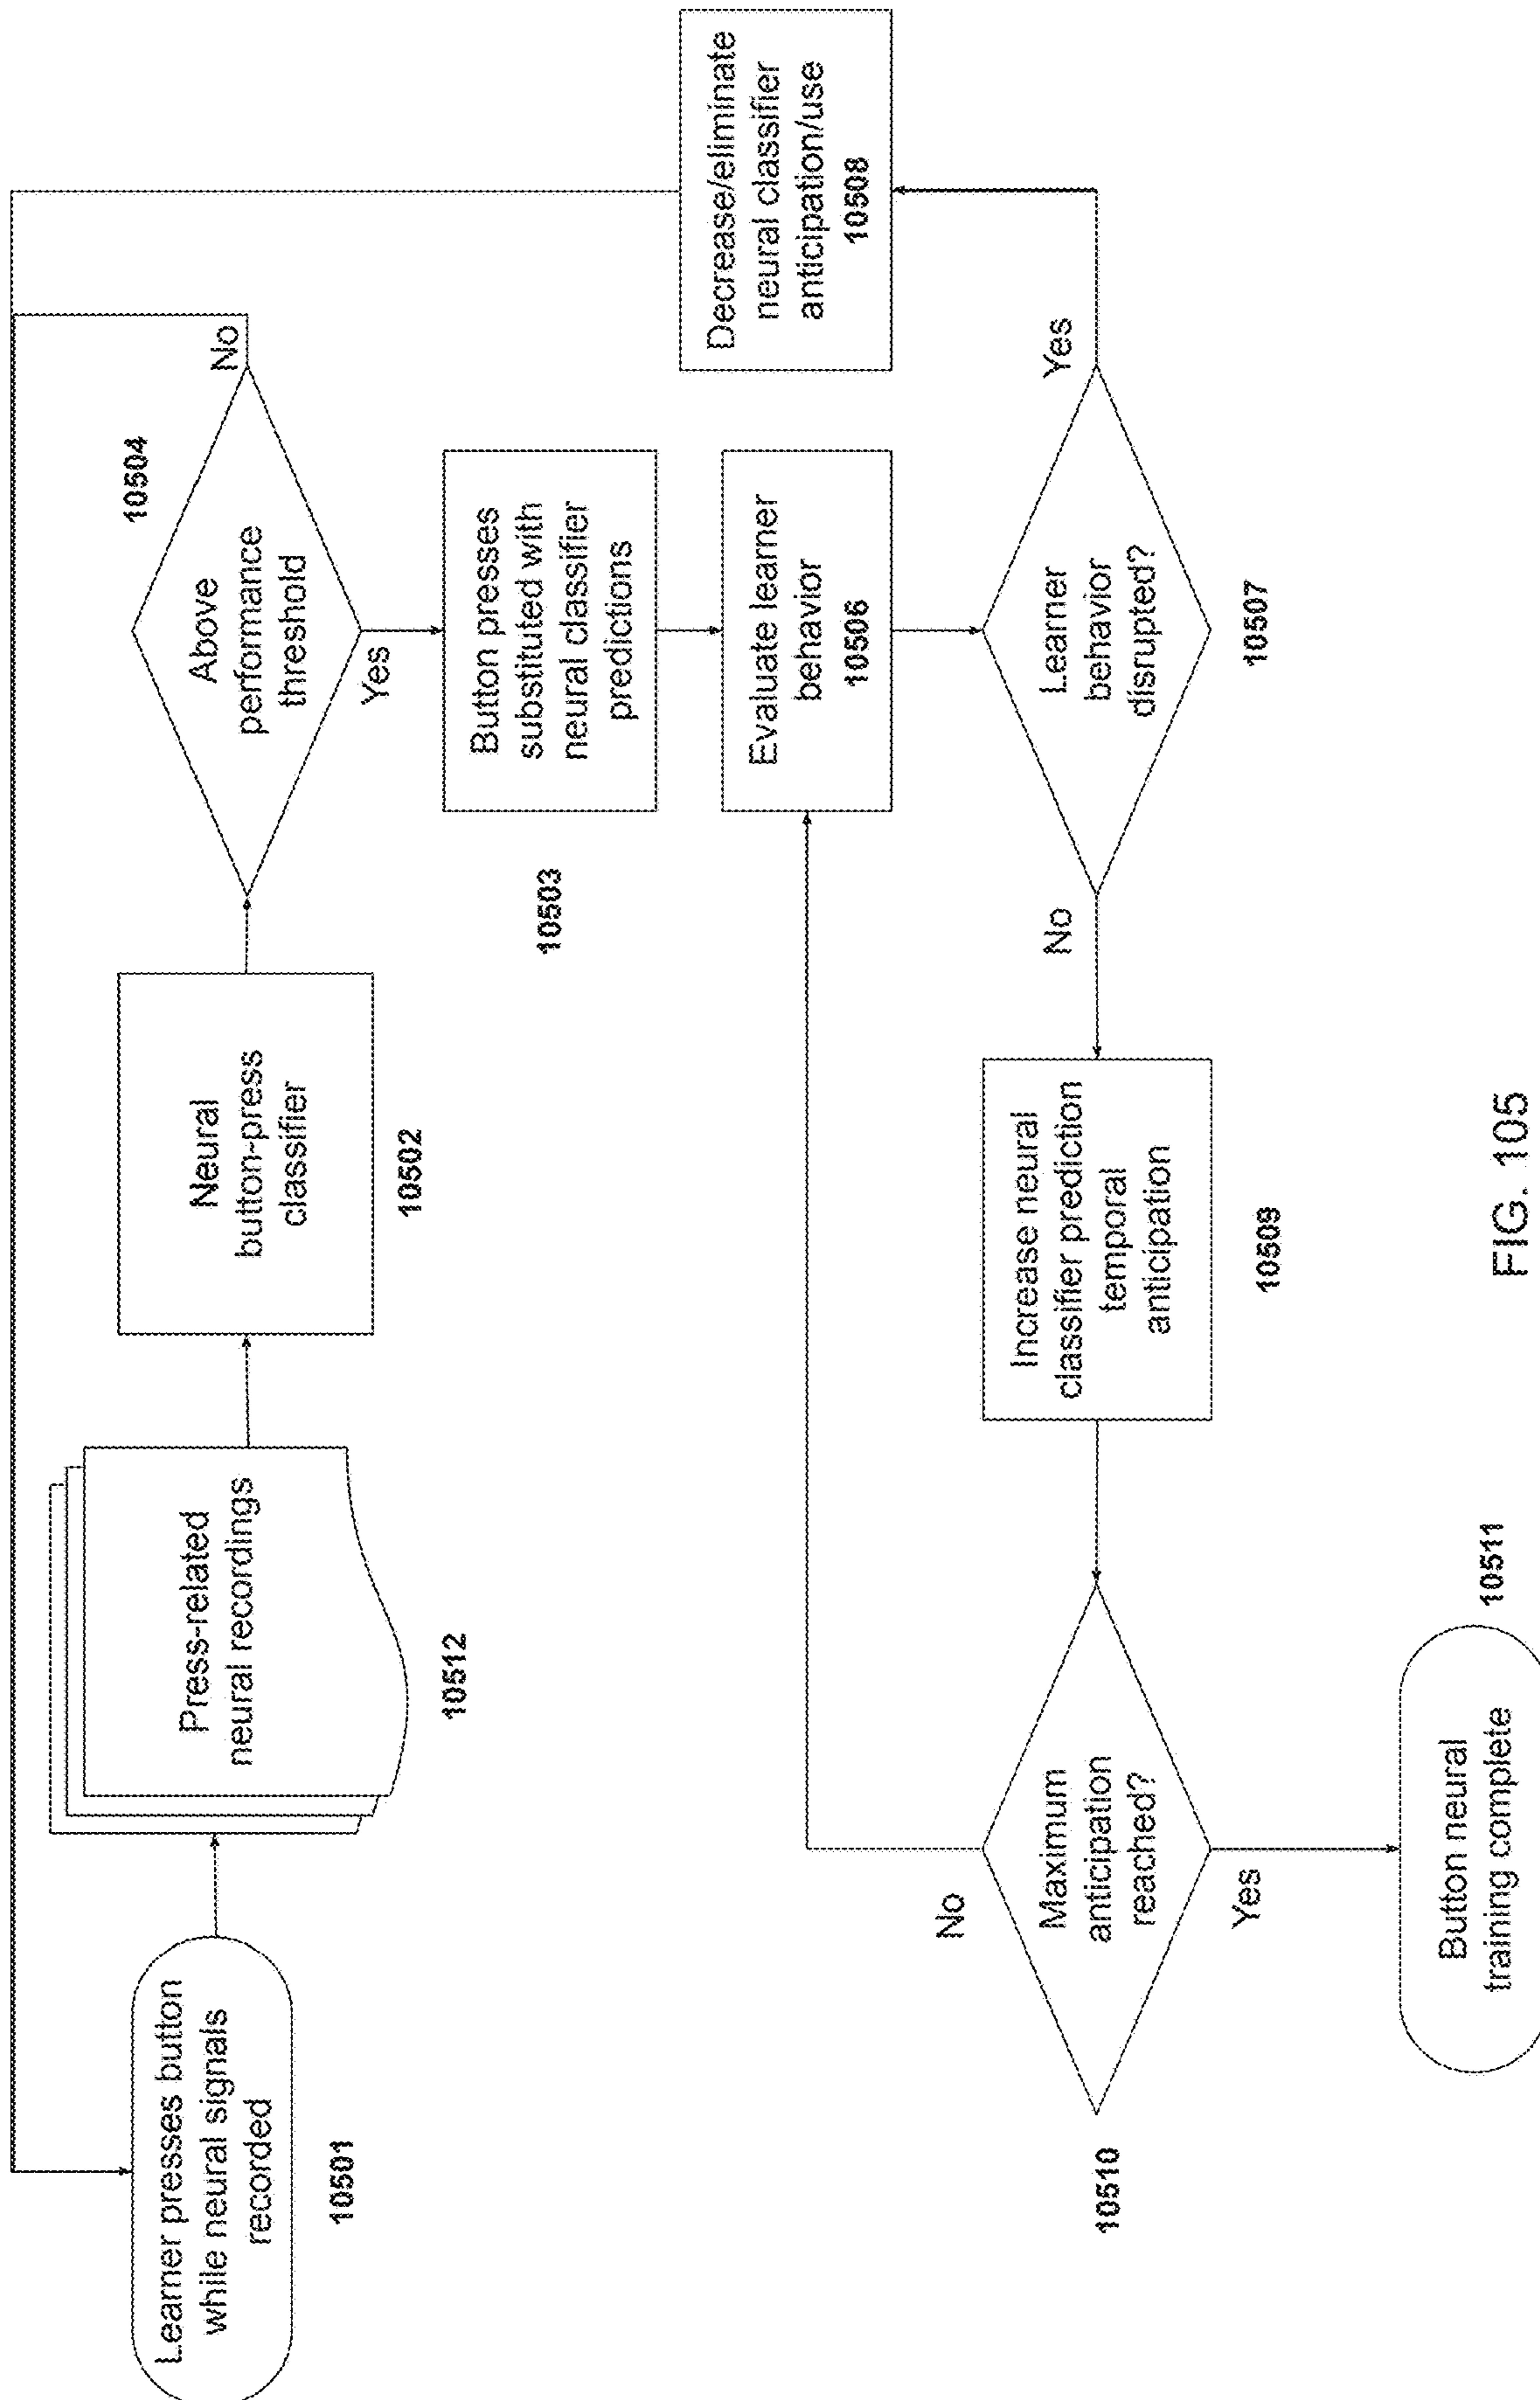 Learner presses button
while neural signals
recorded
10501
Press-related
neural recordings
10512
Neural
button-press
classifier
10502
Above
performance
threshold
10504
No
Yes
Button presses
substituted with
neural classifier
predictions
10503
Evaluate learner
behavior
10506
Learner
behavior
disrupted?
10507
Yes
Decrease/eliminate
neural classifier
anticipation/use
10508
No
Increase neural
classifier prediction
temporal
anticipation
10509
Maximum
anticipation
reached?
10510
No
Yes
Button neural
training complete
10511
FIG. 105